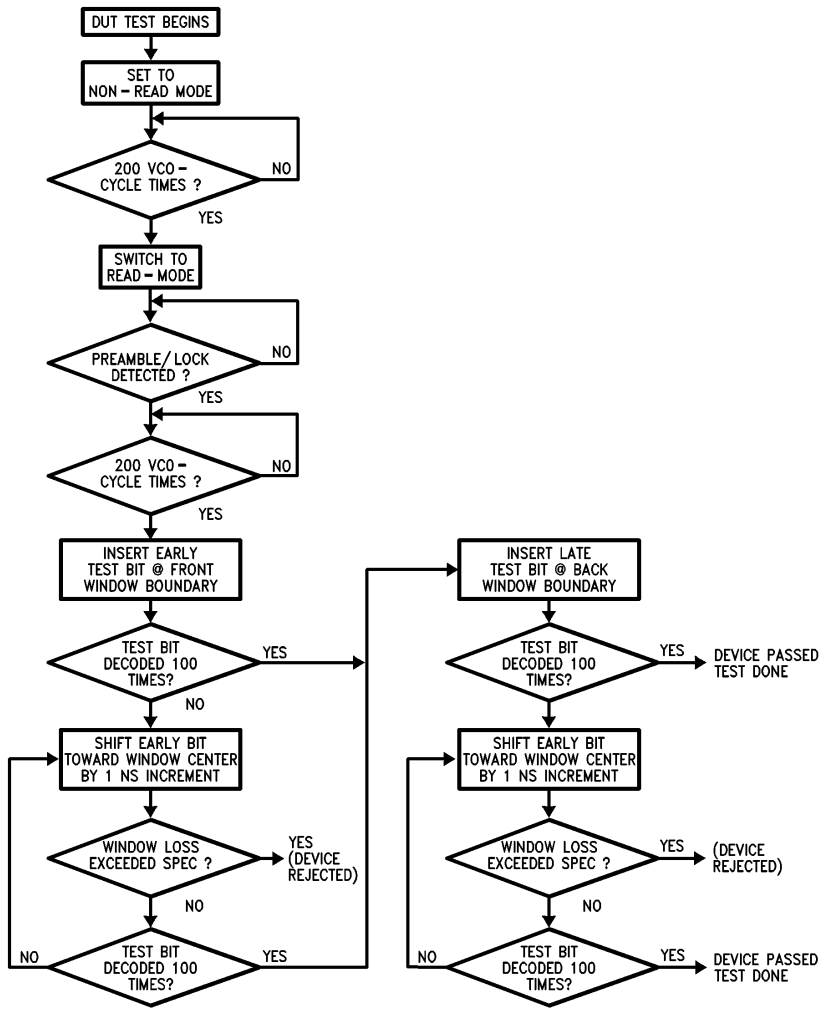 DUT TEST BEGINS
SET TO
NON-READ MODE
200 VCO-
CYCLE TIMES ?
NO
YES
SWITCH TO
READ-MODE
PREAMBLE/LOCK
DETECTED ?
NO
YES
200 VCO-
CYCLE TIMES ?
NO
YES
INSERT EARLY
TEST BIT @ FRONT
WINDOW BOUNDARY
TEST BIT
DECODED 100
TIMES?
YES
NO
SHIFT EARLY BIT
TOWARD WINDOW CENTER
BY 1 NS INCREMENT
WINDOW LOSS
EXCEEDED SPEC ?
YES
(DEVICE
REJECTED)
NO
TEST BIT
DECODED 100
TIMES?
NO
YES
INSERT LATE
TEST BIT @ BACK
WINDOW BOUNDARY
TEST BIT
DECODED 100
TIMES?
YES
DEVICE PASSED
TEST DONE
SHIFT EARLY BIT
TOWARD WINDOW CENTER
BY 1 NS INCREMENT
WINDOW LOSS
EXCEEDED SPEC ?
YES
(DEVICE
REJECTED)
NO
TEST BIT
DECODED 100
TIMES?
NO
YES
DEVICE PASSED
TEST DONE